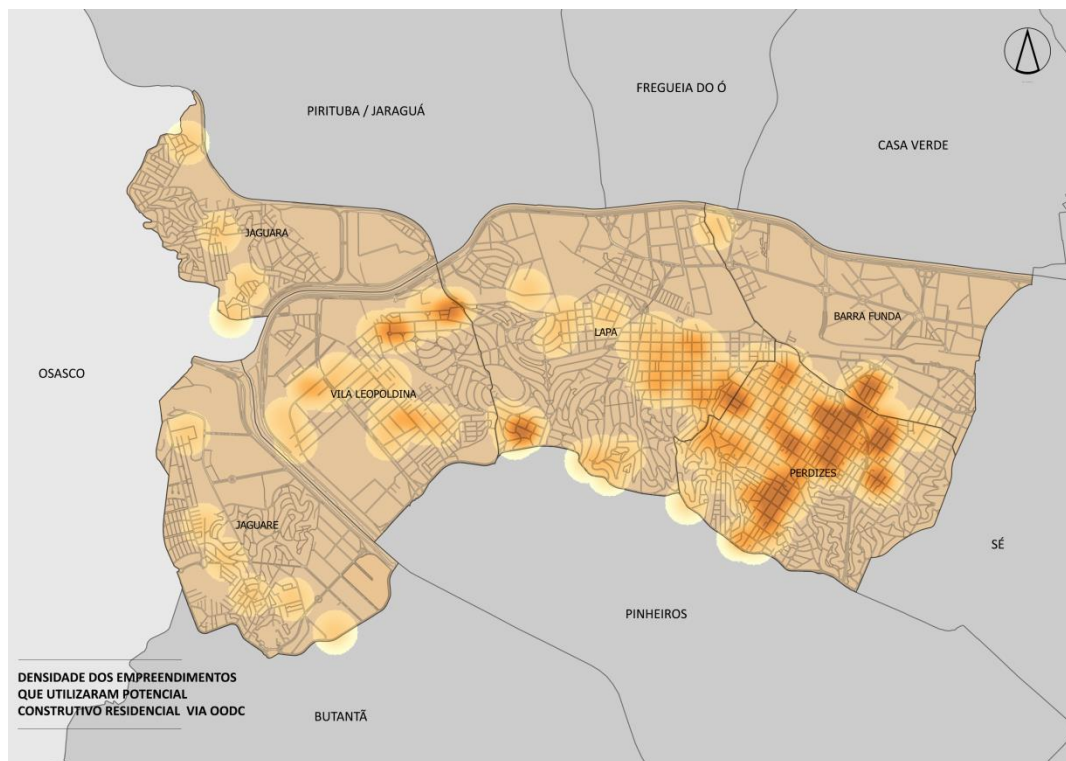 FREGUEIA DO Ó
PIRITUBA / JARAGUÁ
CASA VERDE
JAGUARA
BARRA FUNDA
LAPA
OSASCO
VILA LEOPOLDINA
PERDIZES
JAGUARE
SÉ
PINHEIROS
DENSIDADE DOS EMPREENDIMENTOS
QUE UTILIZARAM POTENCIAL
CONSTRUTIVO RESIDENCIAL VIA OODC
BUTANTÃ